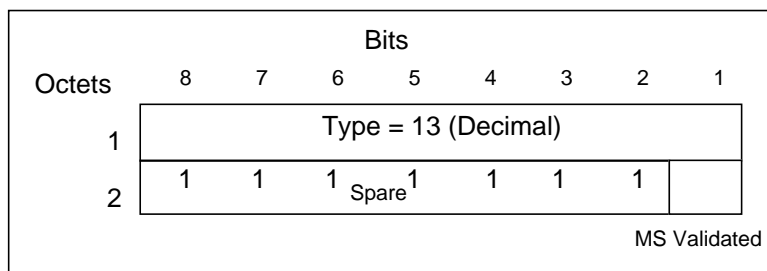 Bits
Octets 8 7 6 5 4 3 2 1
1 Type = 13 (Decimal)
2 1 1 1 1 1 1 1
Spare
MS Validated